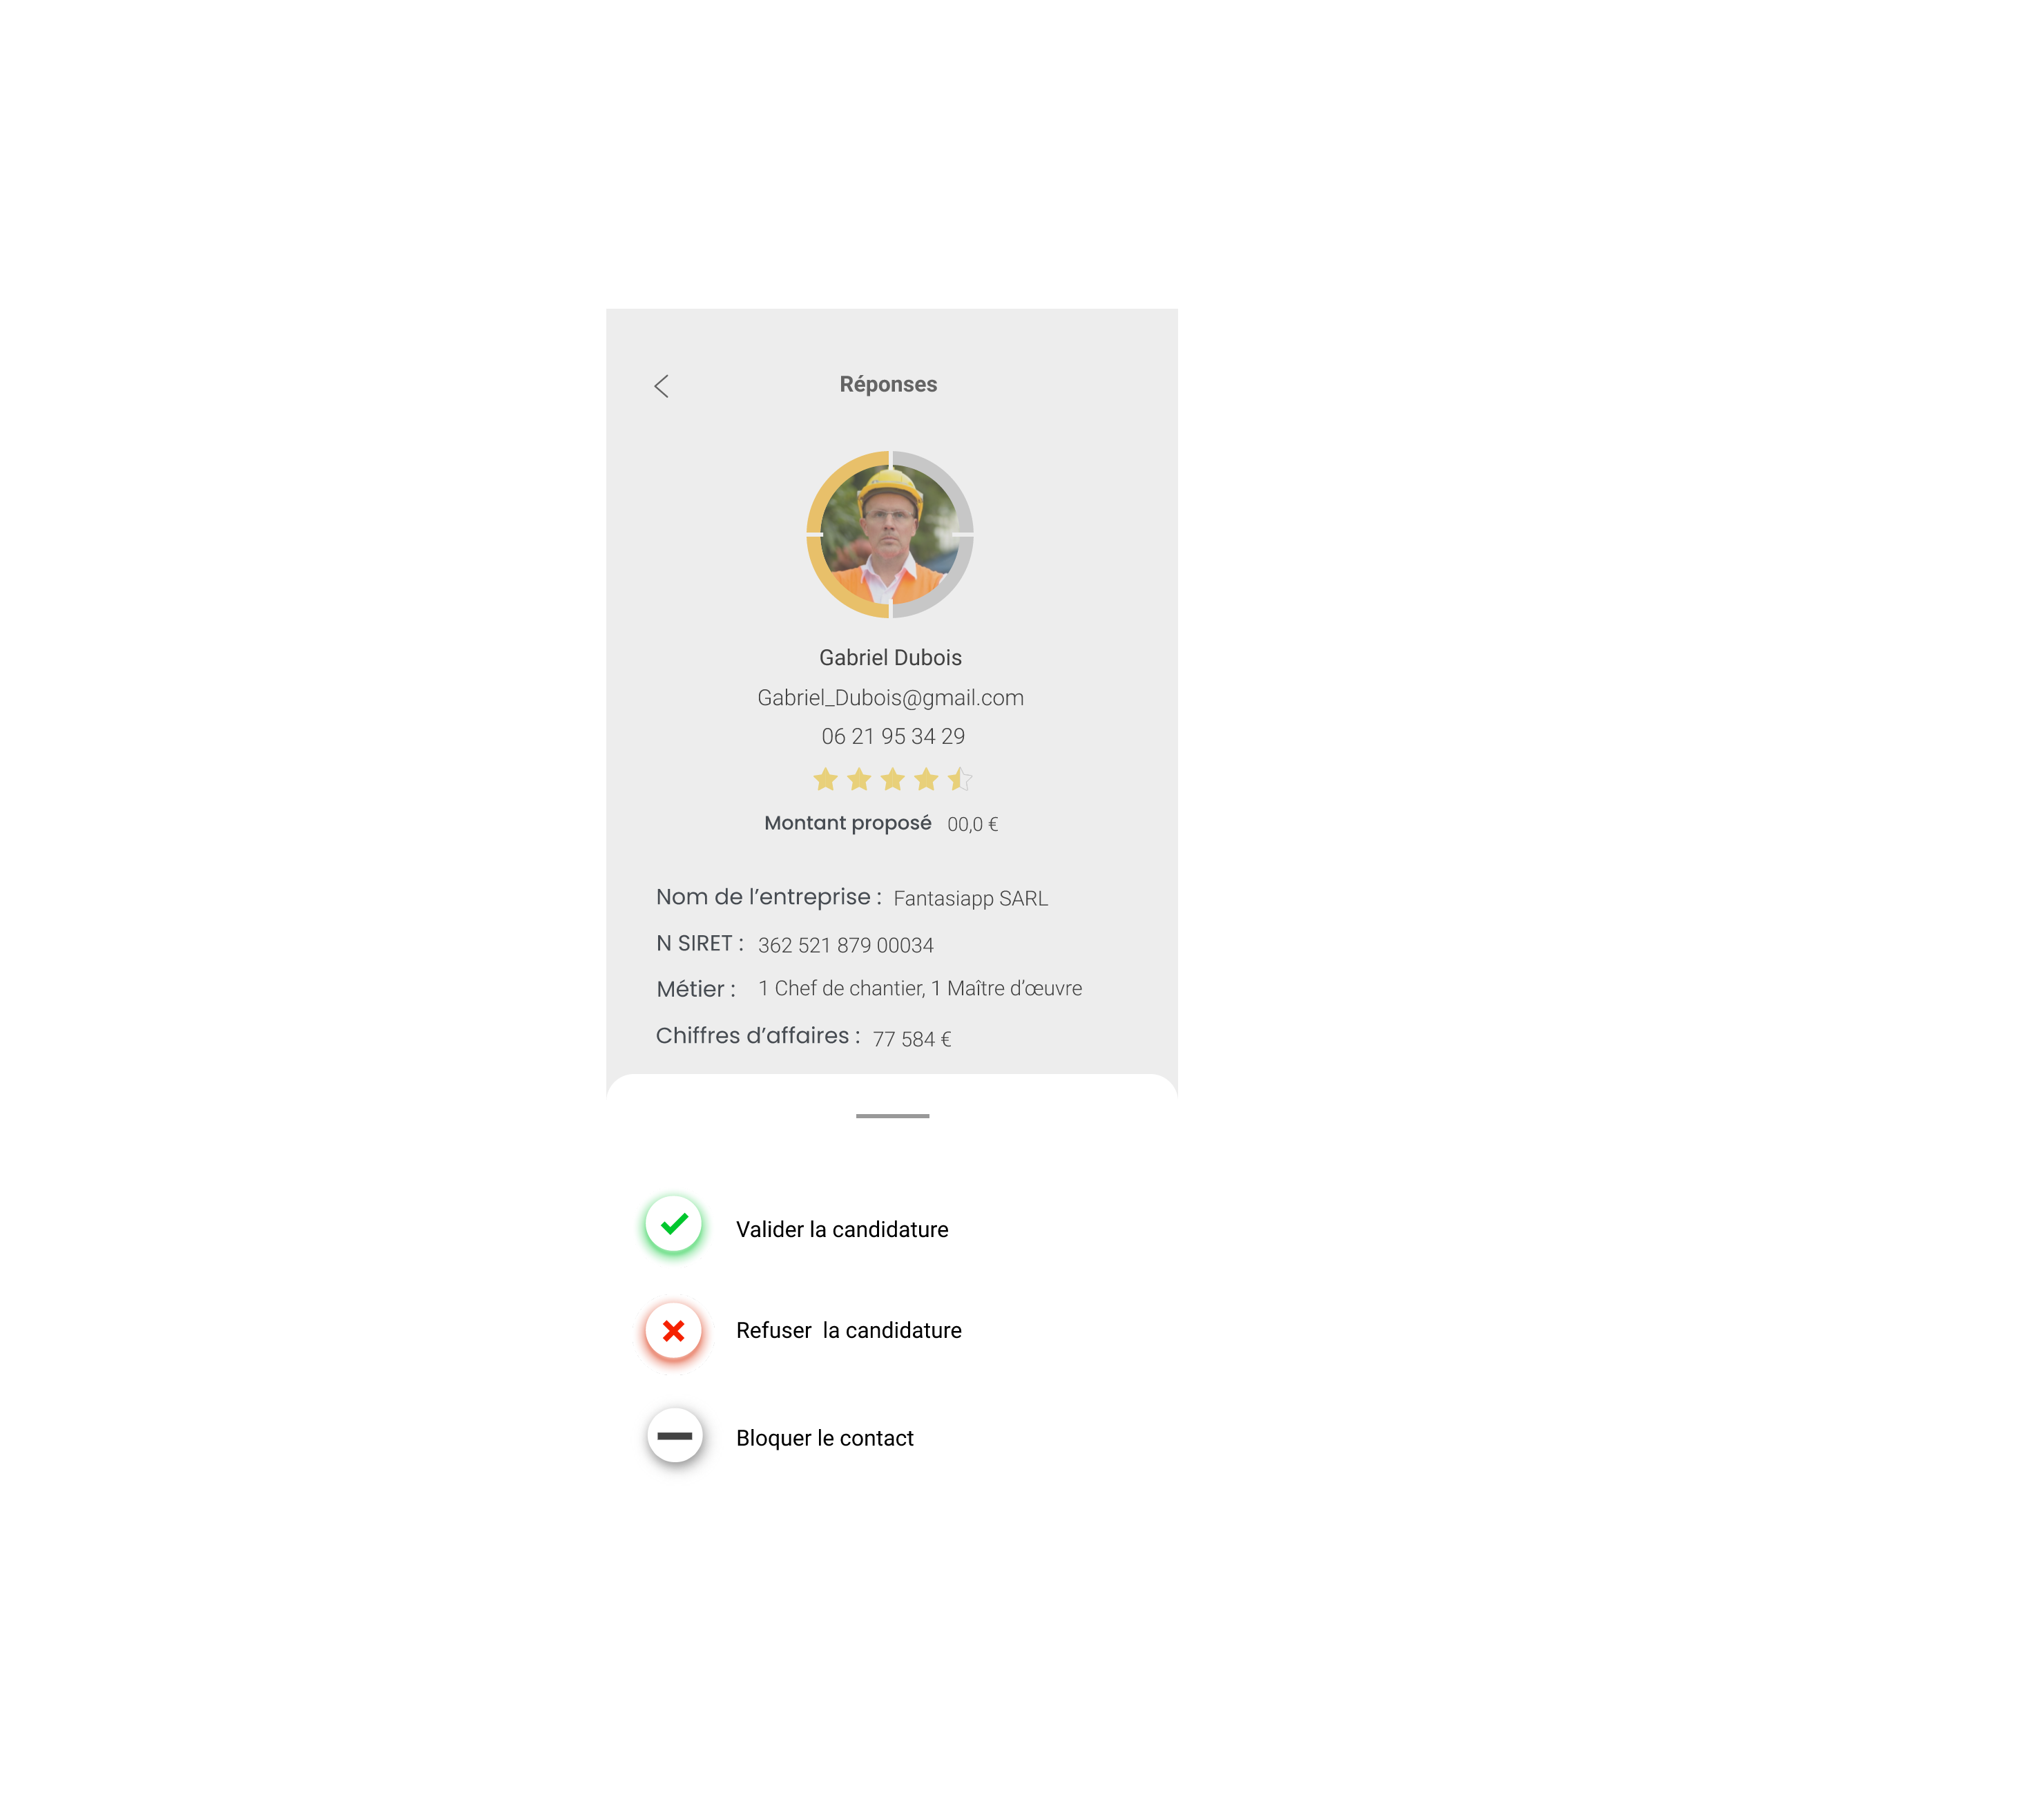 Réponses
Gabriel Dubois
Gabriel_Dubois@gmail.com
06 21 95 34 29
Montant proposé 00,0 €
Nom de l’entreprise : Fantasiapp SARL
N SIRET : 362 521 879 00034
Métier : 1 Chef de chantier, 1 Maître d’œuvre
Chiffres d’affaires : 77 584 €
Valider la candidature
Refuser  la candidature
Bloquer le contact